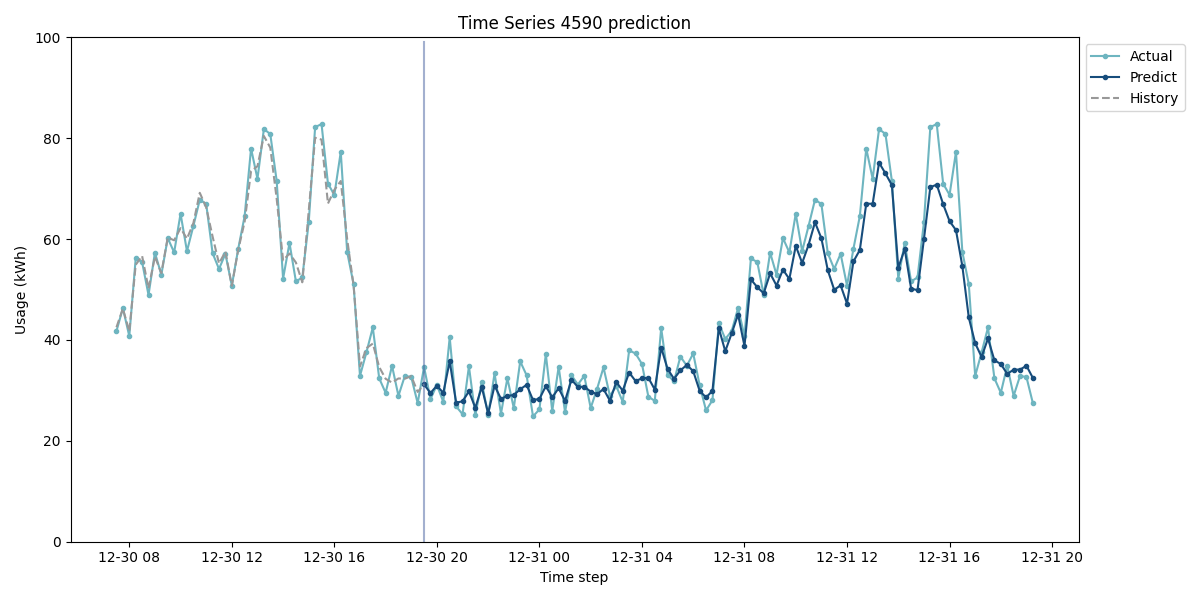 Time Series 4590 prediction
Usage (kWh)
100
80
60
40
20
0
12-30 08
12-30 12
12-30 16
12-30 20
12-31 00
12-31 04
12-31 08
12-31 12
12-31 16
12-31 20
Time step
Actual
Predict
History